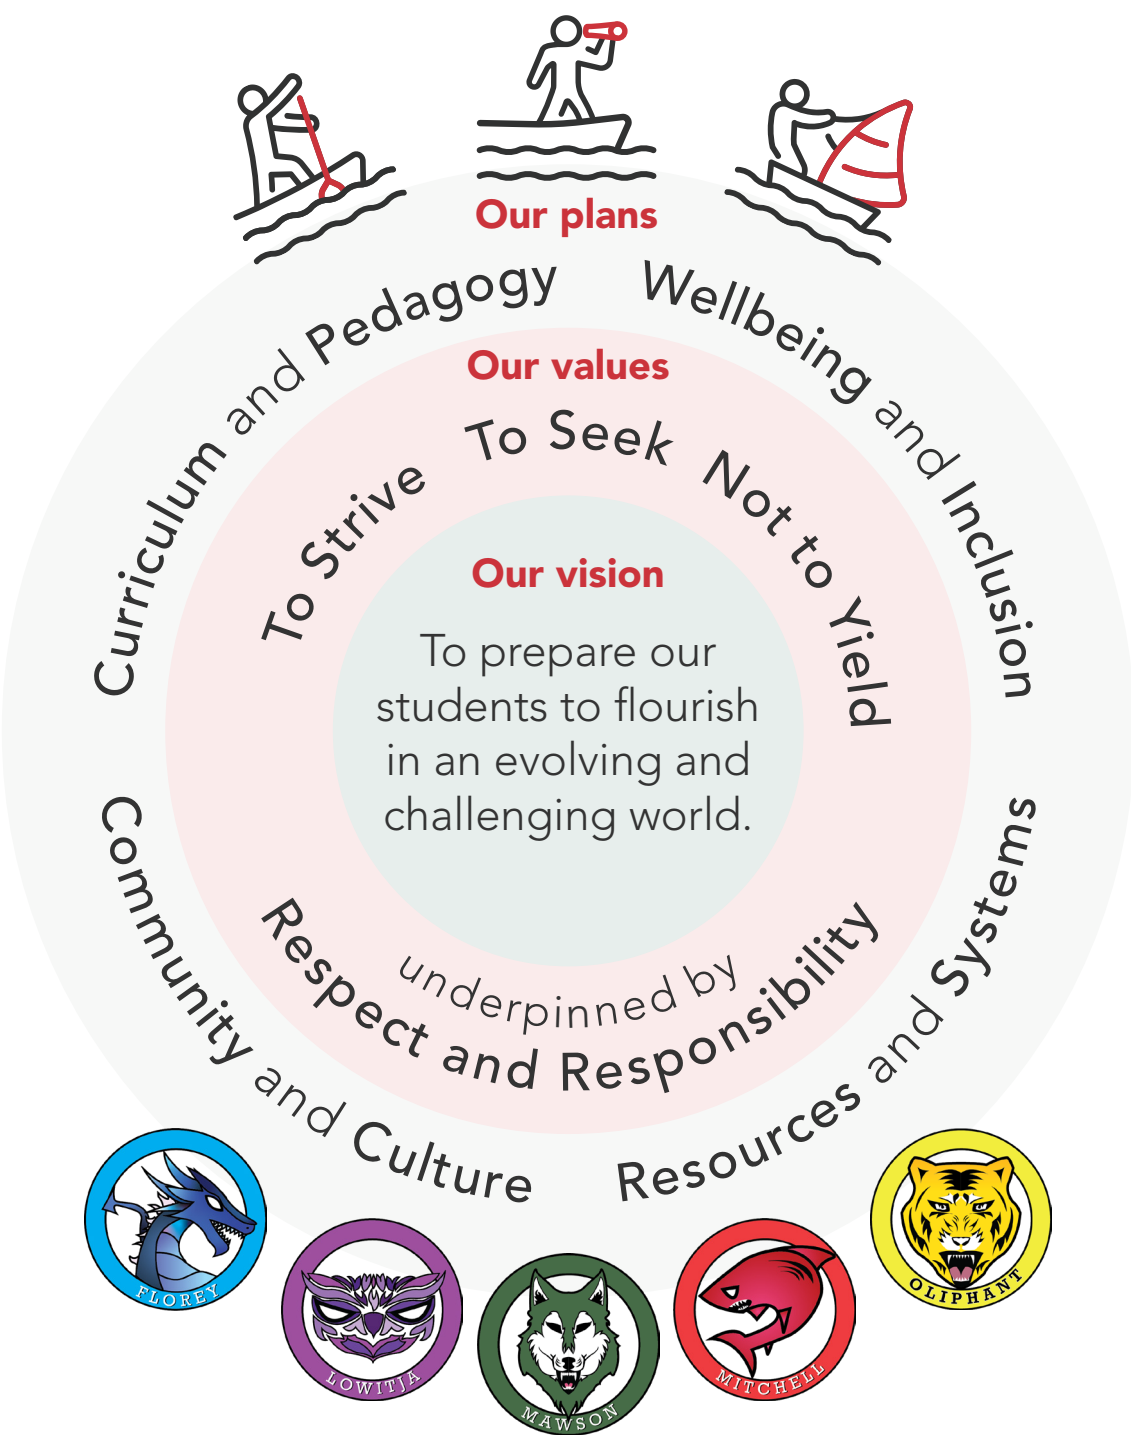 Our plans
Curriculum and Pedagogy
Wellbeing and Inclusion
Our values
To Strive
To Seek
Not to Yield
Our vision
To prepare our
students to flourish
in an evolving and
challenging world.
underpinned by
Respect and Responsibility
Community and Culture
Resources and Systems
FLOREY
LOWITJA
MAWSON
MITCHELL
OLIPHANT